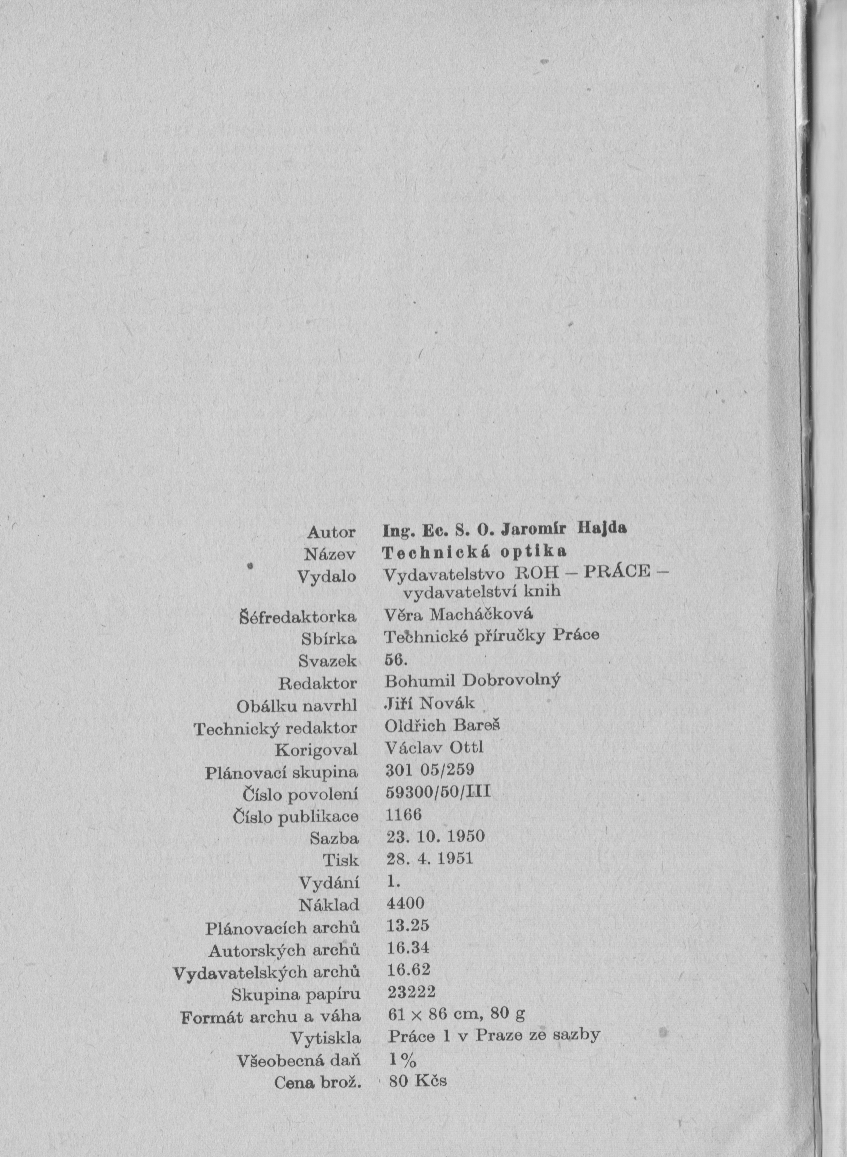 Autor Ing. Ec. S. O. Jaromír Hajda
Název Technická optika
Vydalo Vydavatelstvo ROH — PRÁCE —
vydavatelství knih
Šéfredaktorka Věra Macháčková
Sbírka Technické příručky Práce
Svazek 56.
Redaktor Bohumil Dobrovolný
Obálku navrhl Jiří Novák
Technický redaktor Oldřich Bareš
Korigoval Václav Ottl
Plánovací skupina 301 05/259
Číslo povolení 59300/50/III
Číslo publikace 1166
Sazba 23. 10. 1950
Tisk 28. 4. 1951
Vydání 1.
Náklad 4400
Plánovacích archů 13.25
Autorských archů 16.34
Vydavatelských archů 16.62
Skupina papíru 23222
Formát archu a váha 61 × 86 cm, 80 g
Vytiskla Práce 1 v Praze ze sazby
Všeobecná daň 1%
Cena brož. 80 Kčs